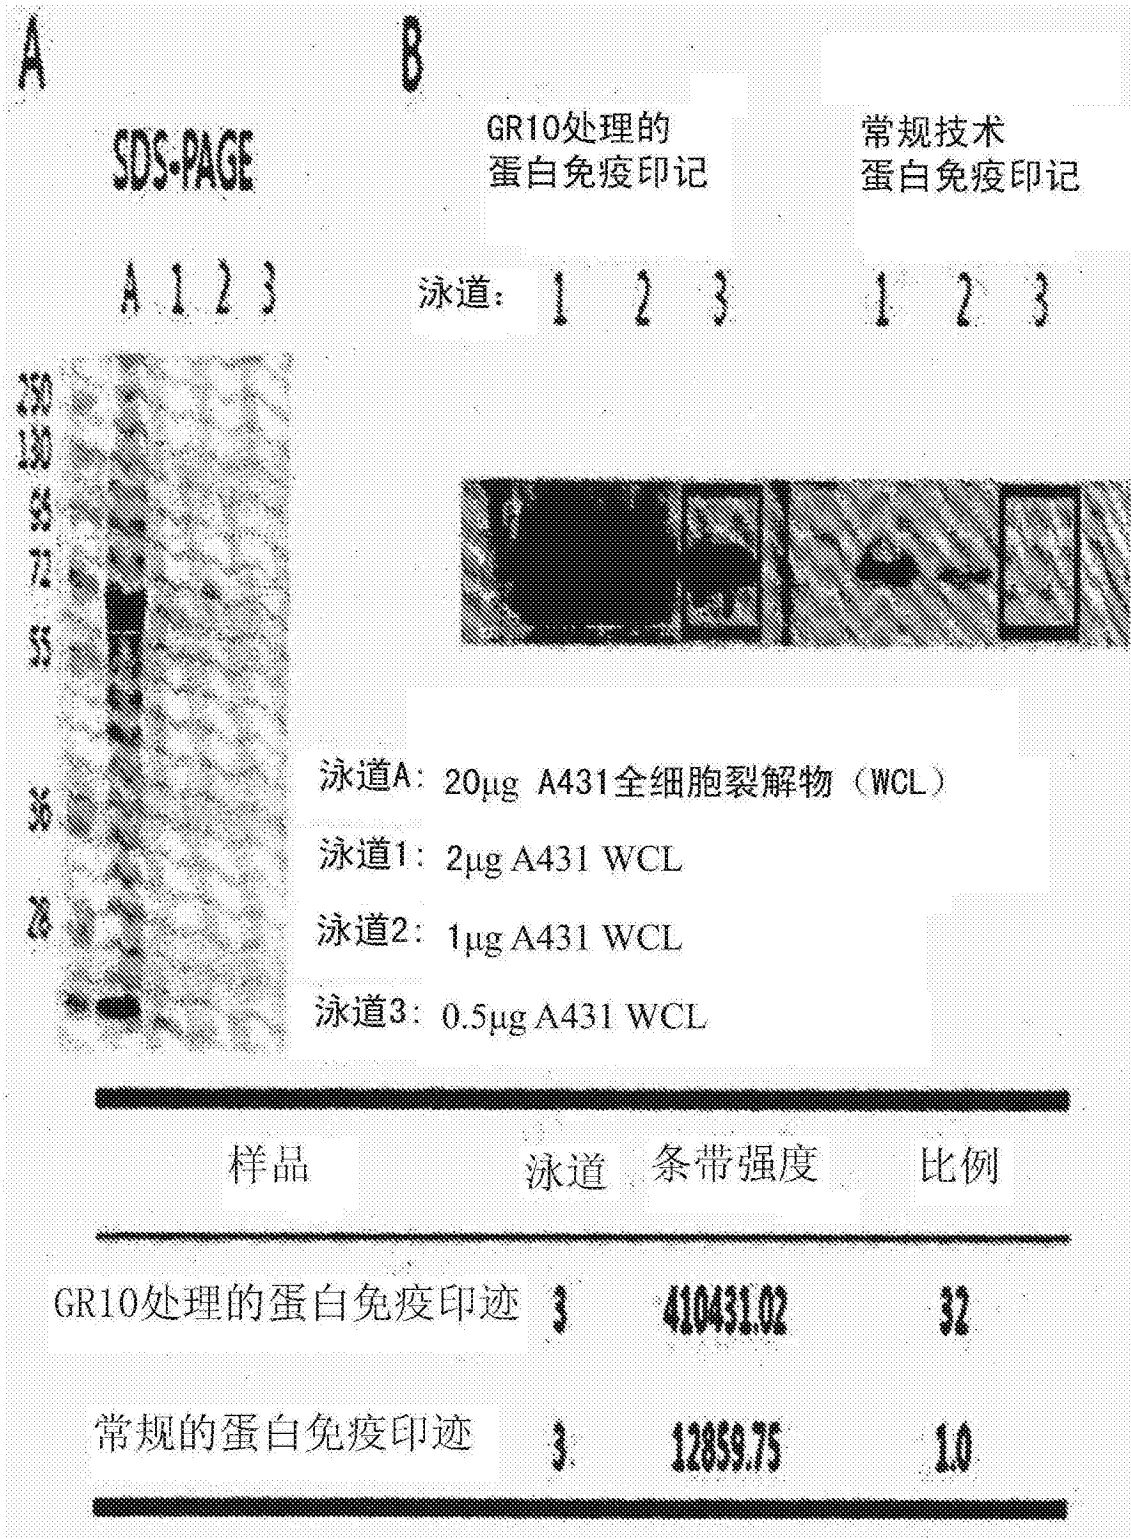 A
B
SDS-PAGE
GR10处理的
蛋白免疫印记
常规技术
蛋白免疫印记
A 1 2 3
泳道: 1 2 3
1 2 3
250
130
95
72
55
36
28
泳道A: 20μg A431全细胞裂解物（WCL）
泳道1: 2μg A431 WCL
泳道2: 1μg A431 WCL
泳道3: 0.5μg A431 WCL
样品 泳道 条带强度 比例
GR10处理的蛋白免疫印迹 3 410431.02 32
常规的蛋白免疫印迹 3 12859.75 1.0